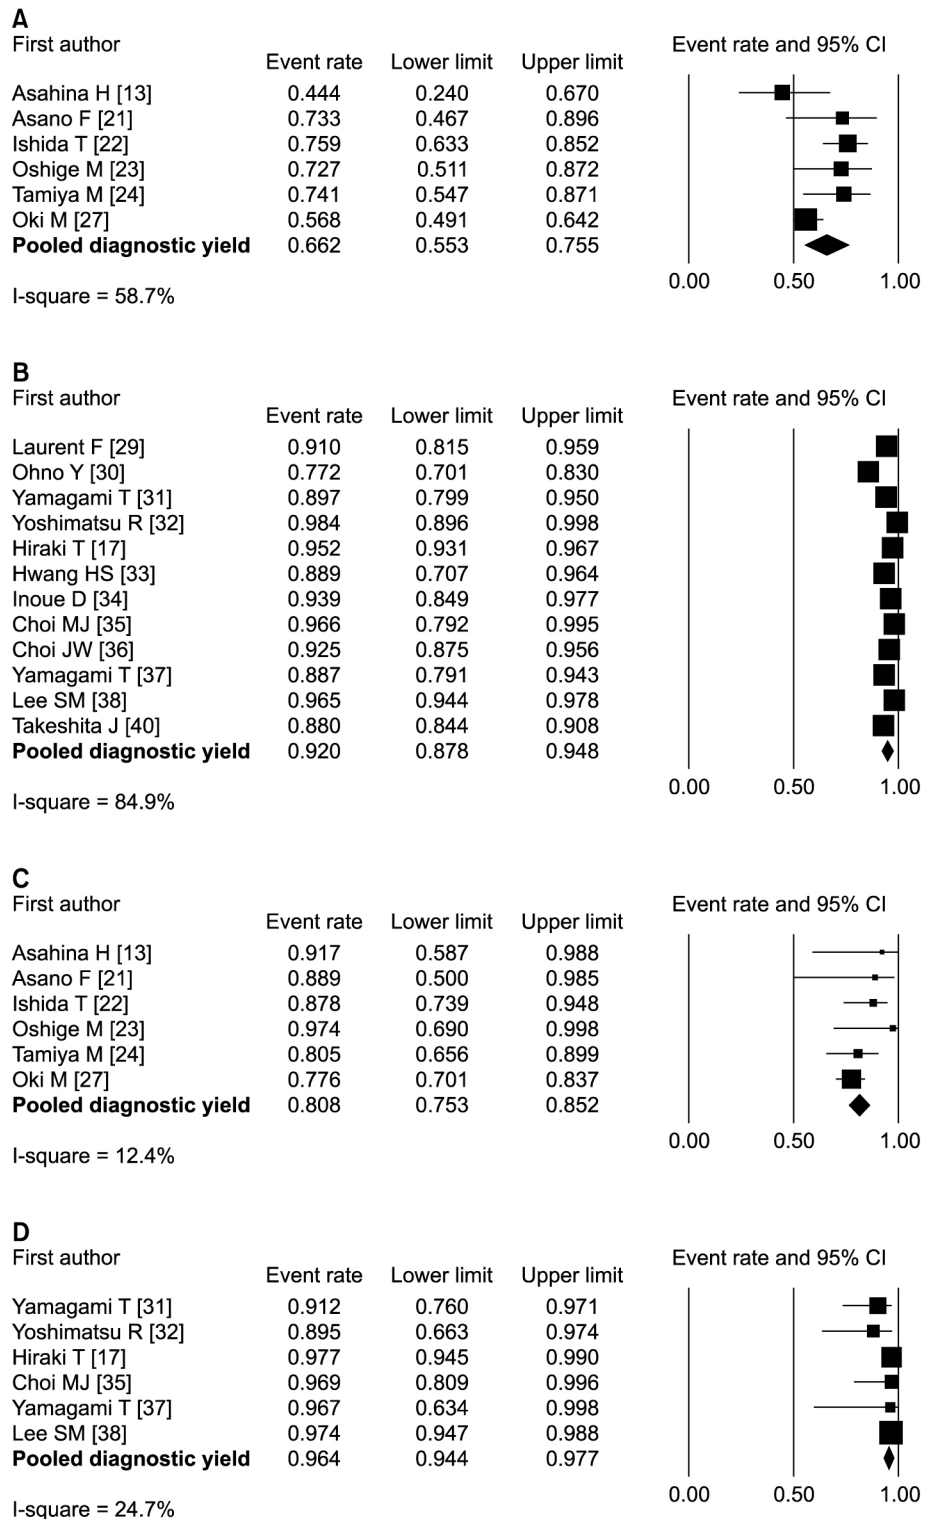 A
First author
Event rate Lower limit Upper limit Event rate and 95% CI
Asahina H [13] 0.444 0.240 0.670
Asano F [21] 0.733 0.467 0.896
Ishida T [22] 0.759 0.633 0.852
Oshige M [23] 0.727 0.511 0.872
Tamiya M [24] 0.741 0.547 0.871
Oki M [27] 0.568 0.491 0.642
Pooled diagnostic yield 0.662 0.553 0.755
0.00 0.50 1.00
I-square = 58.7%
B
First author
Event rate Lower limit Upper limit Event rate and 95% CI
Laurent F [29] 0.910 0.815 0.959
Ohno Y [30] 0.772 0.701 0.830
Yamagami T [31] 0.897 0.799 0.950
Yoshimatsu R [32] 0.984 0.896 0.998
Hiraki T [17] 0.952 0.931 0.967
Hwang HS [33] 0.889 0.707 0.964
Inoue D [34] 0.939 0.849 0.977
Choi MJ [35] 0.966 0.792 0.995
Choi JW [36] 0.925 0.875 0.956
Yamagami T [37] 0.887 0.791 0.943
Lee SM [38] 0.965 0.944 0.978
Takeshita J [40] 0.880 0.844 0.908
Pooled diagnostic yield 0.920 0.878 0.948
0.00 0.50 1.00
I-square = 84.9%
C
First author
Event rate Lower limit Upper limit Event rate and 95% CI
Asahina H [13] 0.917 0.587 0.988
Asano F [21] 0.889 0.500 0.985
Ishida T [22] 0.878 0.739 0.948
Oshige M [23] 0.974 0.690 0.998
Tamiya M [24] 0.805 0.656 0.899
Oki M [27] 0.776 0.701 0.837
Pooled diagnostic yield 0.808 0.753 0.852
0.00 0.50 1.00
I-square = 12.4%
D
First author
Event rate Lower limit Upper limit Event rate and 95% CI
Yamagami T [31] 0.912 0.760 0.971
Yoshimatsu R [32] 0.895 0.663 0.974
Hiraki T [17] 0.977 0.945 0.990
Choi MJ [35] 0.969 0.809 0.996
Yamagami T [37] 0.967 0.634 0.998
Lee SM [38] 0.974 0.947 0.988
Pooled diagnostic yield 0.964 0.944 0.977
0.00 0.50 1.00
I-square = 24.7%